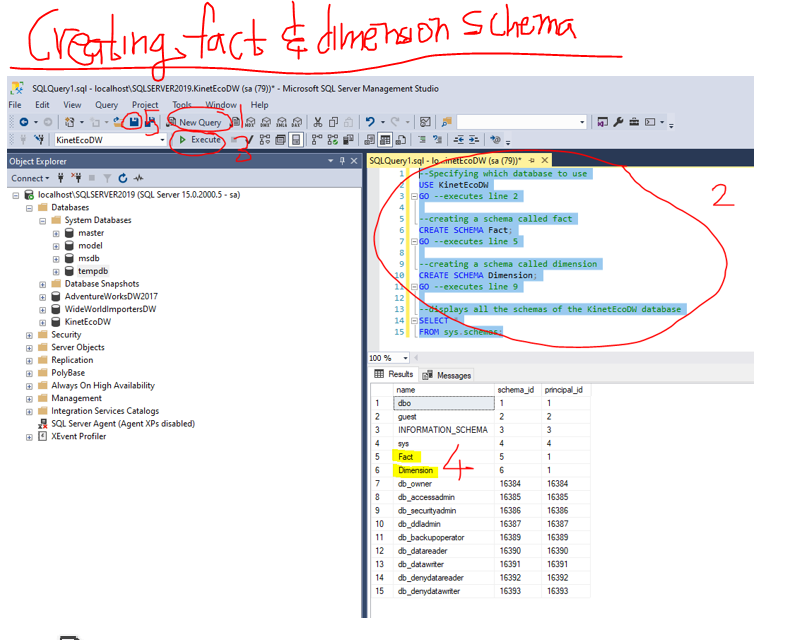 Creating fact & dimension schema
SQLQuery1.sql - localhost\SQLSERVER2019.KinetEcoDW (sa (79))* - Microsoft SQL Server Management Studio
File Edit View Query Project Tools Window Help
5 New Query 1
KinetEcoDW Execute 3
Object Explorer
Connect
localhost\SQLSERVER2019 (SQL Server 15.0.2000.5 - sa)
Databases
System Databases
master
model
msdb
tempdb
Database Snapshots
AdventureWorksDW2017
WideWorldImportersDW
KinetEcoDW
Security
Server Objects
Replication
PolyBase
Always On High Availability
Management
Integration Services Catalogs
SQL Server Agent (Agent XPs disabled)
XEvent Profiler
SQLQuery1.sql - lo...inetEcoDW (sa (79))*
2
1 --Specifying which database to use
2 USE KinetEcoDW
3 GO --executes line 2
4
5 --creating a schema called fact
6 CREATE SCHEMA Fact;
7 GO --executes line 5
8
9 --creating a schema called dimension
10 CREATE SCHEMA Dimension;
11 GO --executes line 9
12
13 --displays all the schemas of the KinetEcoDW database
14 SELECT *
15 FROM sys.schemas;
100 %
Results Messages
name schema_id principal_id
1 dbo 1 1
2 guest 2 2
3 INFORMATION_SCHEMA 3 3
4 sys 4 4
5 Fact 5 1
6 Dimension 6 1
4
7 db_owner 16384 16384
8 db_accessadmin 16385 16385
9 db_securityadmin 16386 16386
10 db_ddladmin 16387 16387
11 db_backupoperator 16389 16389
12 db_datareader 16390 16390
13 db_datawriter 16391 16391
14 db_denydatareader 16392 16392
15 db_denydatawriter 16393 16393